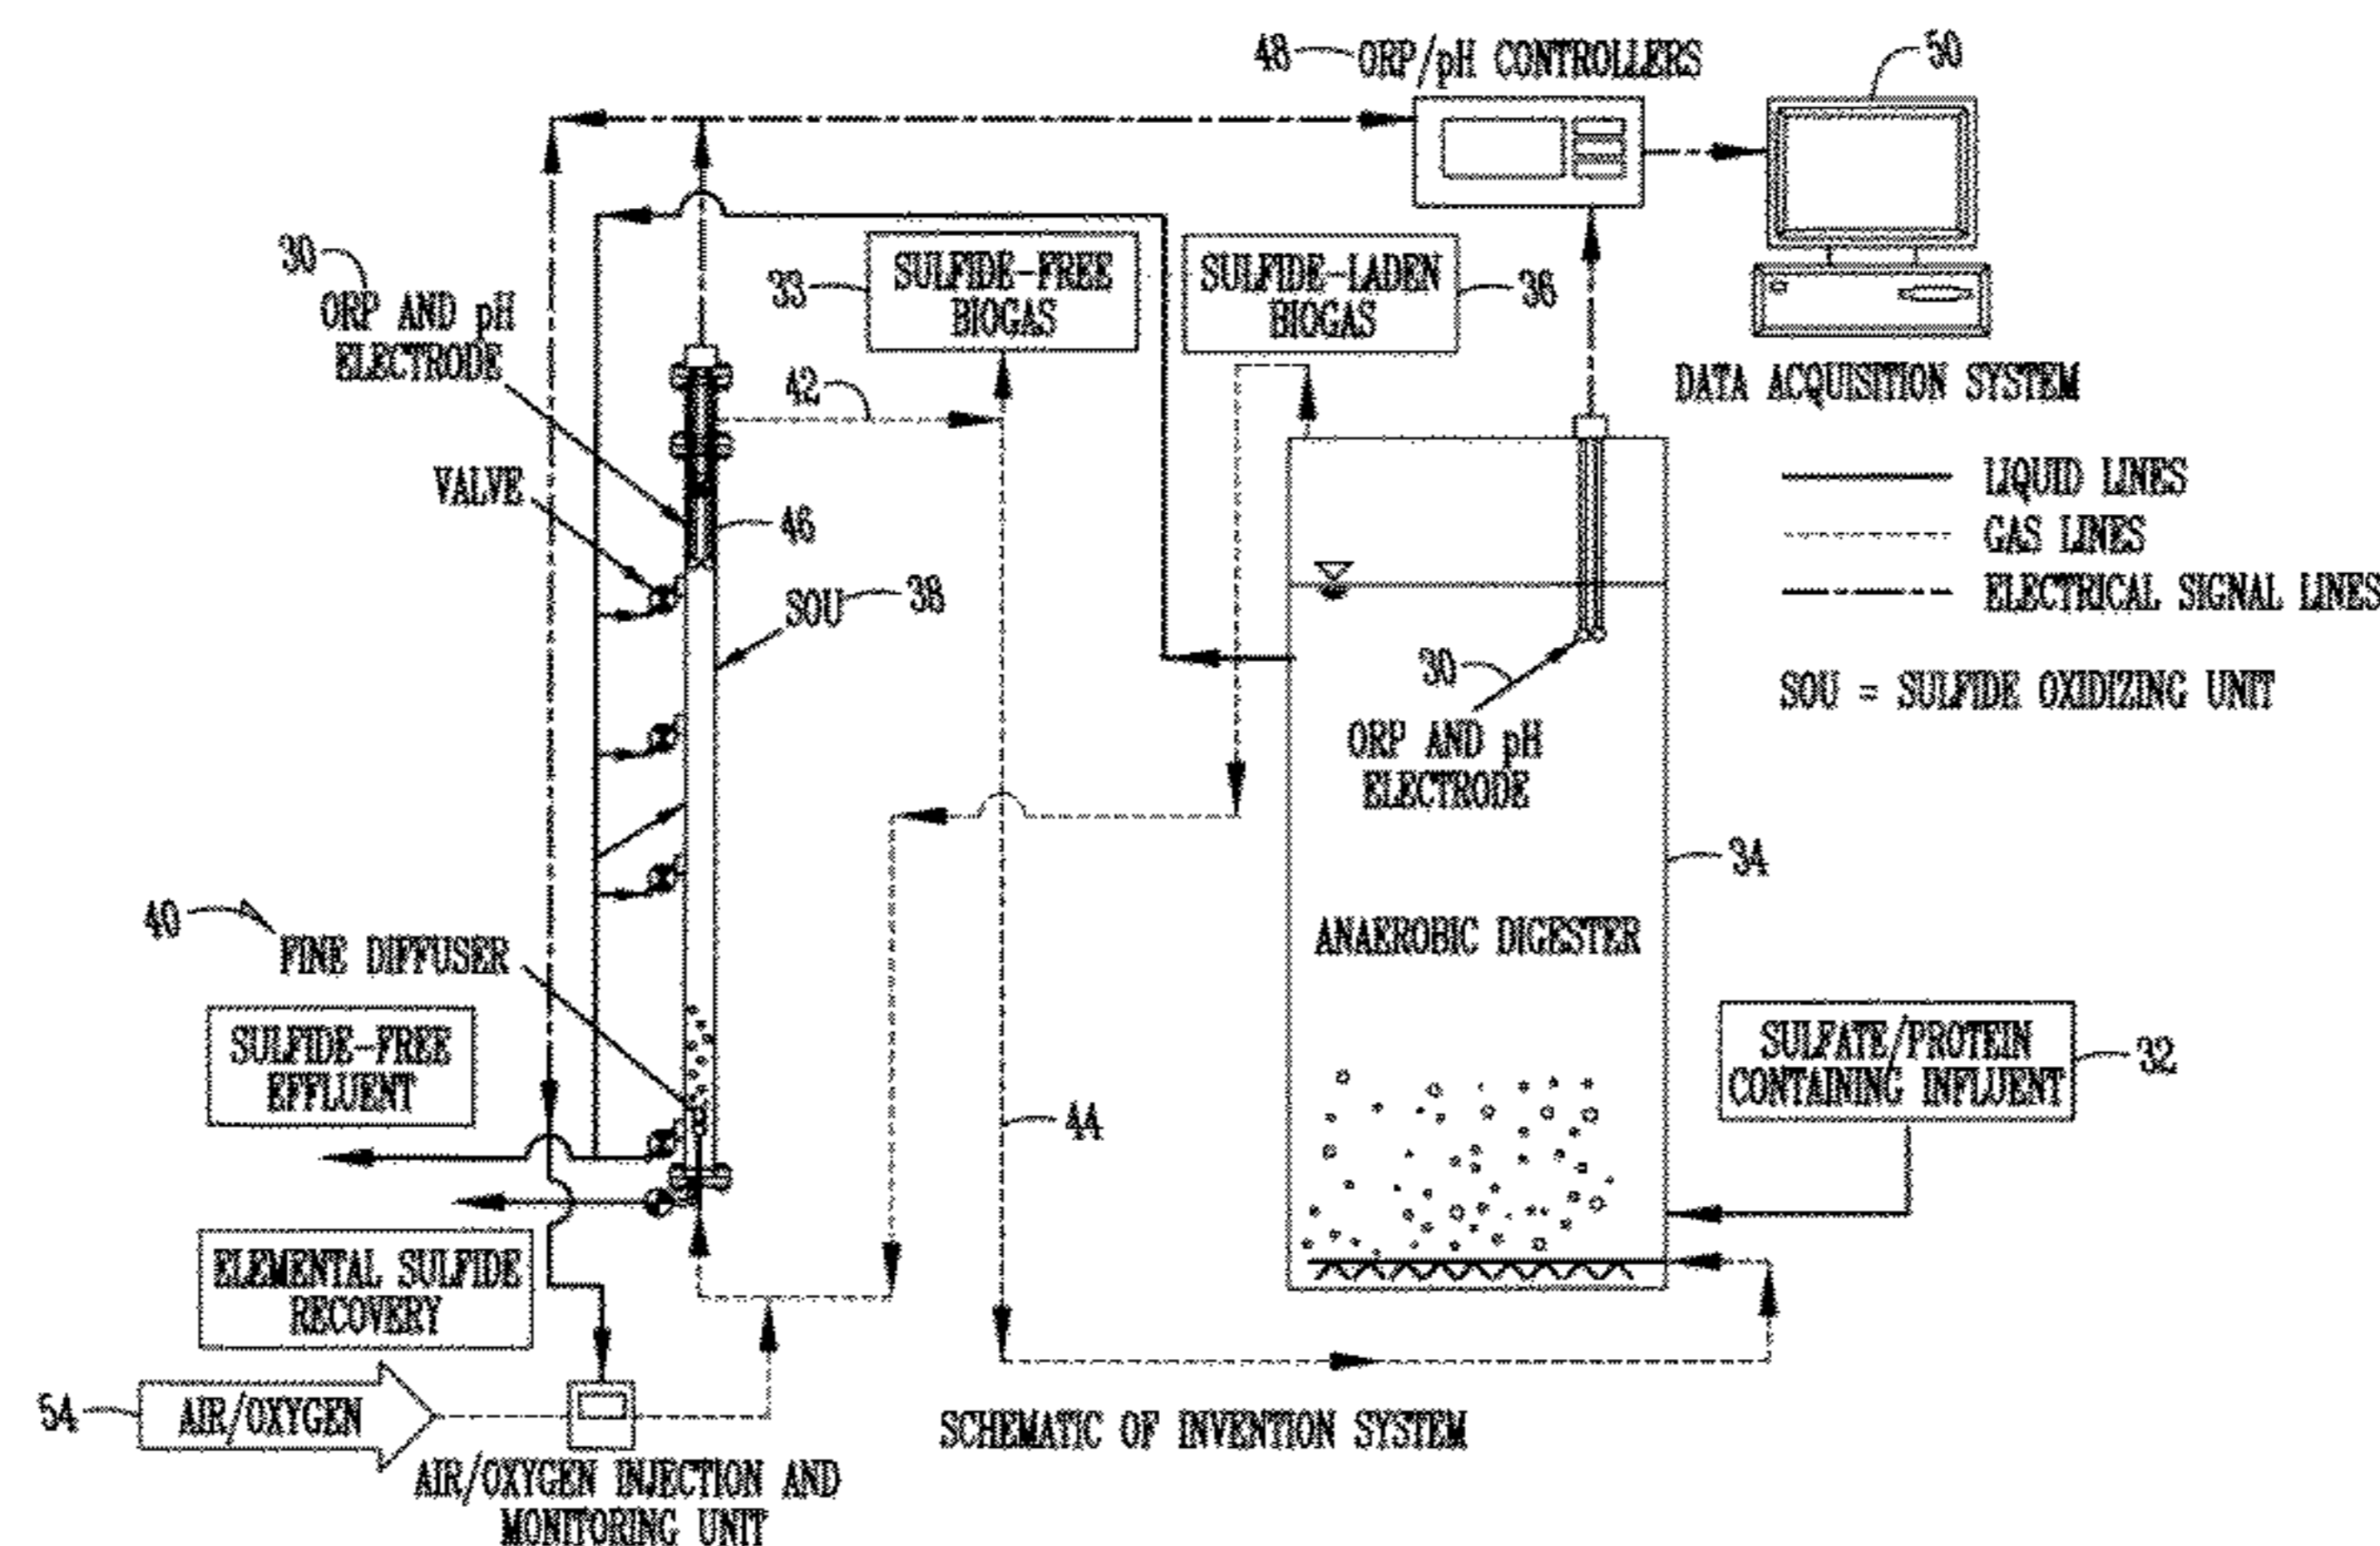 48 ORP/pH CONTROLLERS
50
30
ORP AND pH
ELECTRODE
33
SULFIDE-FREE
BIOGAS
SULFIDE-LADEN
BIOGAS
36
42
DATA ACQUISITION SYSTEM
VALVE
46
LIQUID LINES
GAS LINES
ELECTRICAL SIGNAL LINES
SOU 38
30
SOU = SULFIDE OXIDIZING UNIT
ORP AND pH
ELECTRODE
34
40
FINE DIFFUSER
ANAEROBIC DIGESTER
SULFIDE-FREE
EFFLUENT
44
SULFATE/PROTEIN
CONTAINING INFLUENT
32
ELEMENTAL SULFIDE
RECOVERY
54
AIR/OXYGEN
SCHEMATIC OF INVENTION SYSTEM
AIR/OXYGEN INJECTION AND
MONITORING UNIT